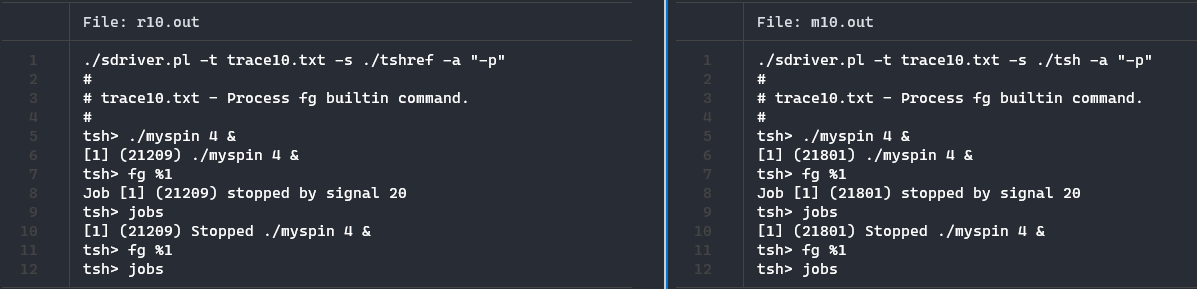 File: r10.out
1 ./sdriver.pl -t trace10.txt -s ./tshref -a "-p"
2 #
3 # trace10.txt - Process fg builtin command.
4 #
5 tsh> ./myspin 4 &
6 [1] (21209) ./myspin 4 &
7 tsh> fg %1
8 Job [1] (21209) stopped by signal 20
9 tsh> jobs
10 [1] (21209) Stopped ./myspin 4 &
11 tsh> fg %1
12 tsh> jobs
File: m10.out
1 ./sdriver.pl -t trace10.txt -s ./tsh -a "-p"
2 #
3 # trace10.txt - Process fg builtin command.
4 #
5 tsh> ./myspin 4 &
6 [1] (21801) ./myspin 4 &
7 tsh> fg %1
8 Job [1] (21801) stopped by signal 20
9 tsh> jobs
10 [1] (21801) Stopped ./myspin 4 &
11 tsh> fg %1
12 tsh> jobs